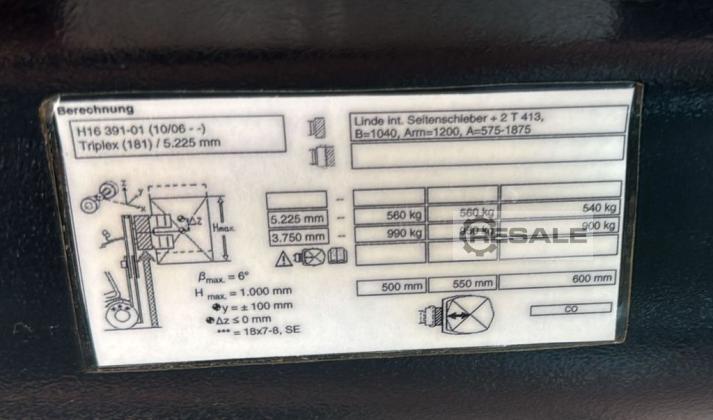 Berechnung
H16 391-01 (10/06 - -)
Triplex (181) / 5.225 mm
Linde int. Seitenschieber + 2 T 413,
B=1040, Arm=1200, A=575-1875
z
β
Δz
Hmax.
--
5.225 mm -- 560 kg 560 kg 540 kg
3.750 mm -- 990 kg 900 kg
RESALE
500 mm 550 mm 600 mm
β max. = 6°
H max. = 1.000 mm
y = ± 100 mm
Δz ≤ 0 mm
*** = 18x7-8, SE
CO